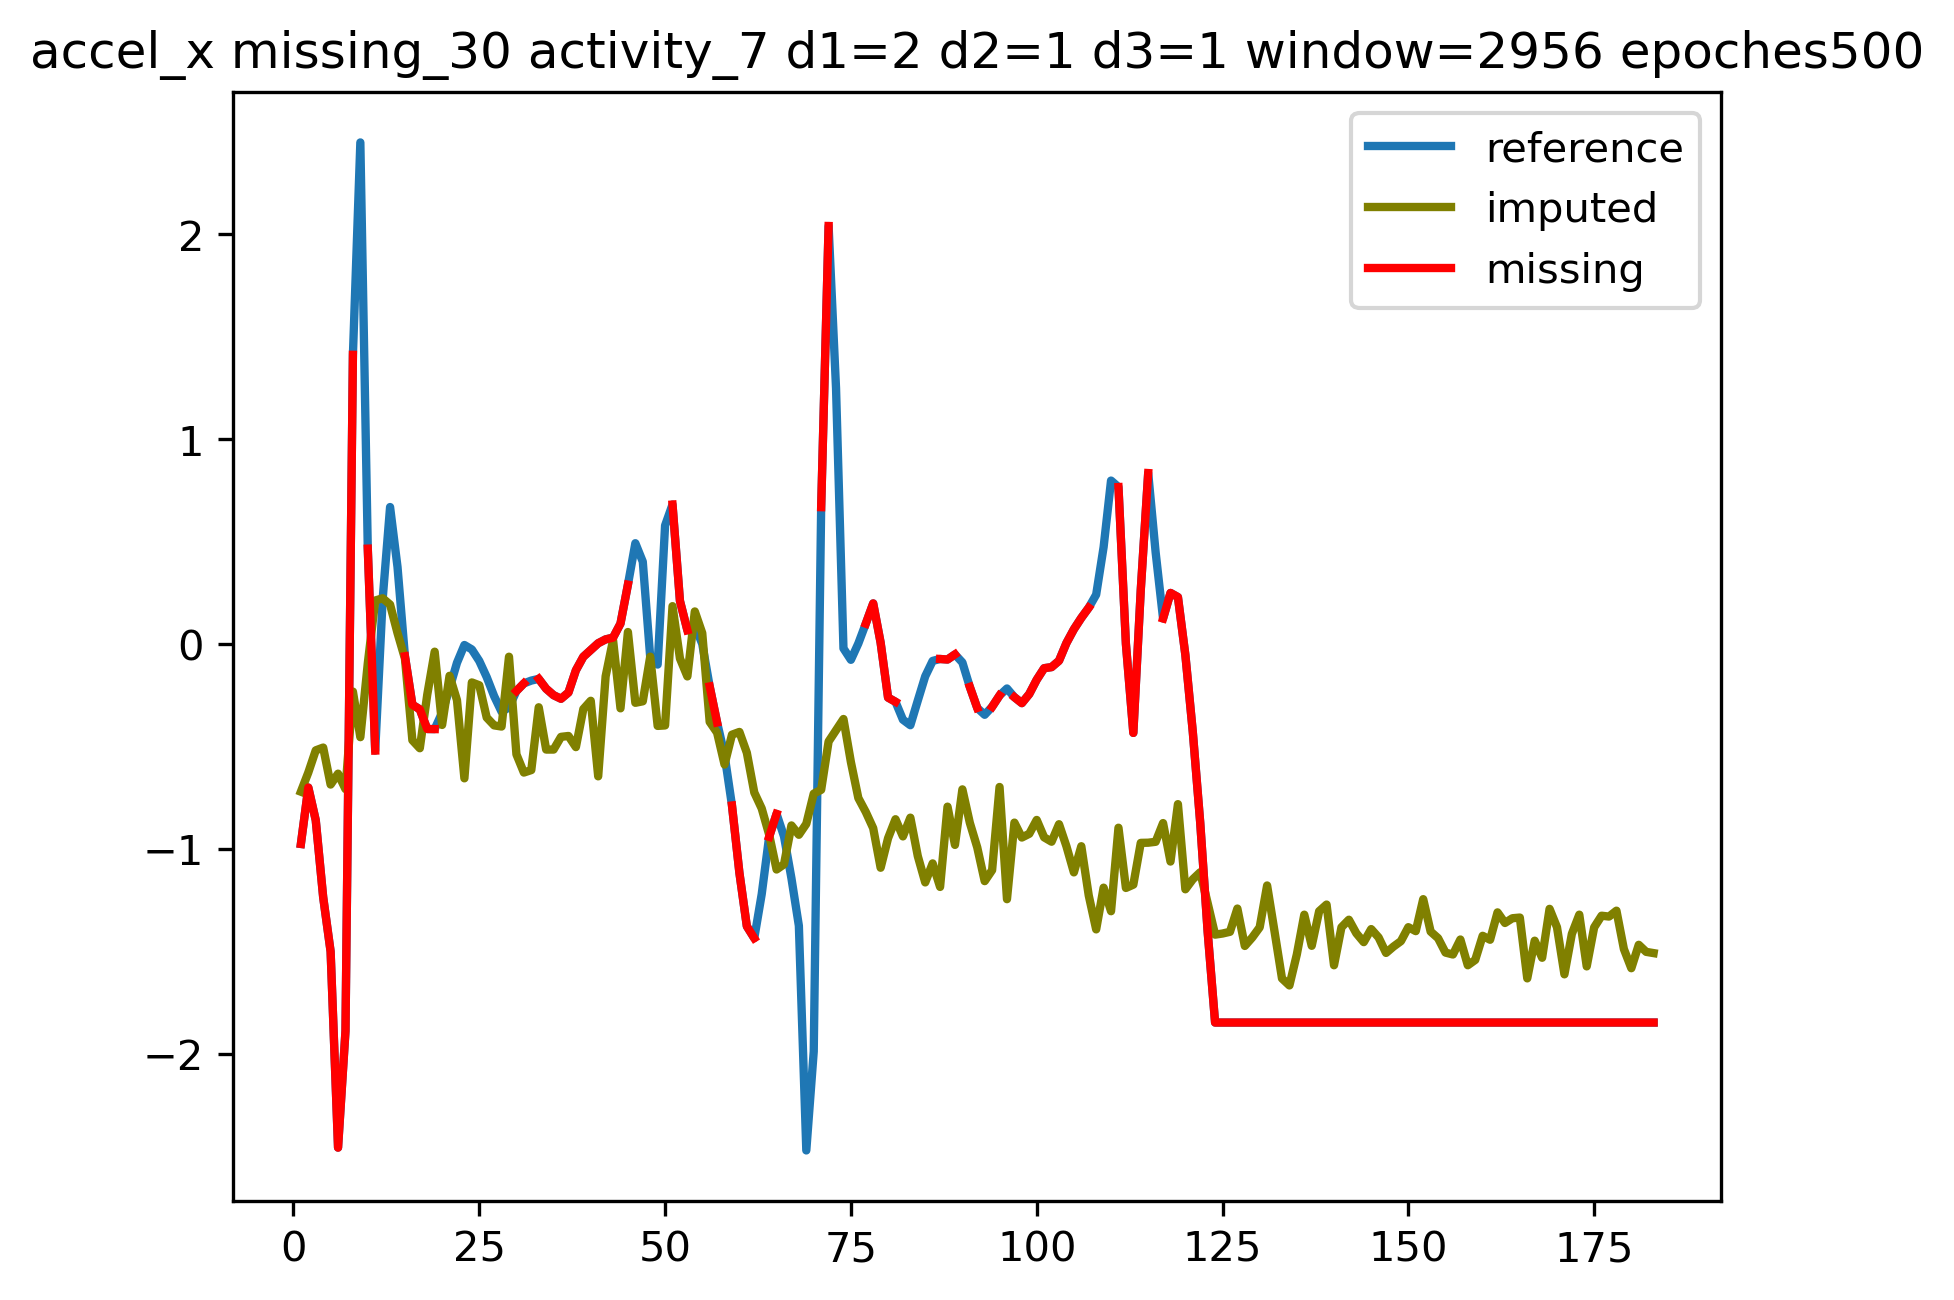 accel_x missing_30 activity_7 d1=2 d2=1 d3=1 window=2956 epoches500
reference
imputed
missing
2
1
0
−1
−2
0 25 50 75 100 125 150 175